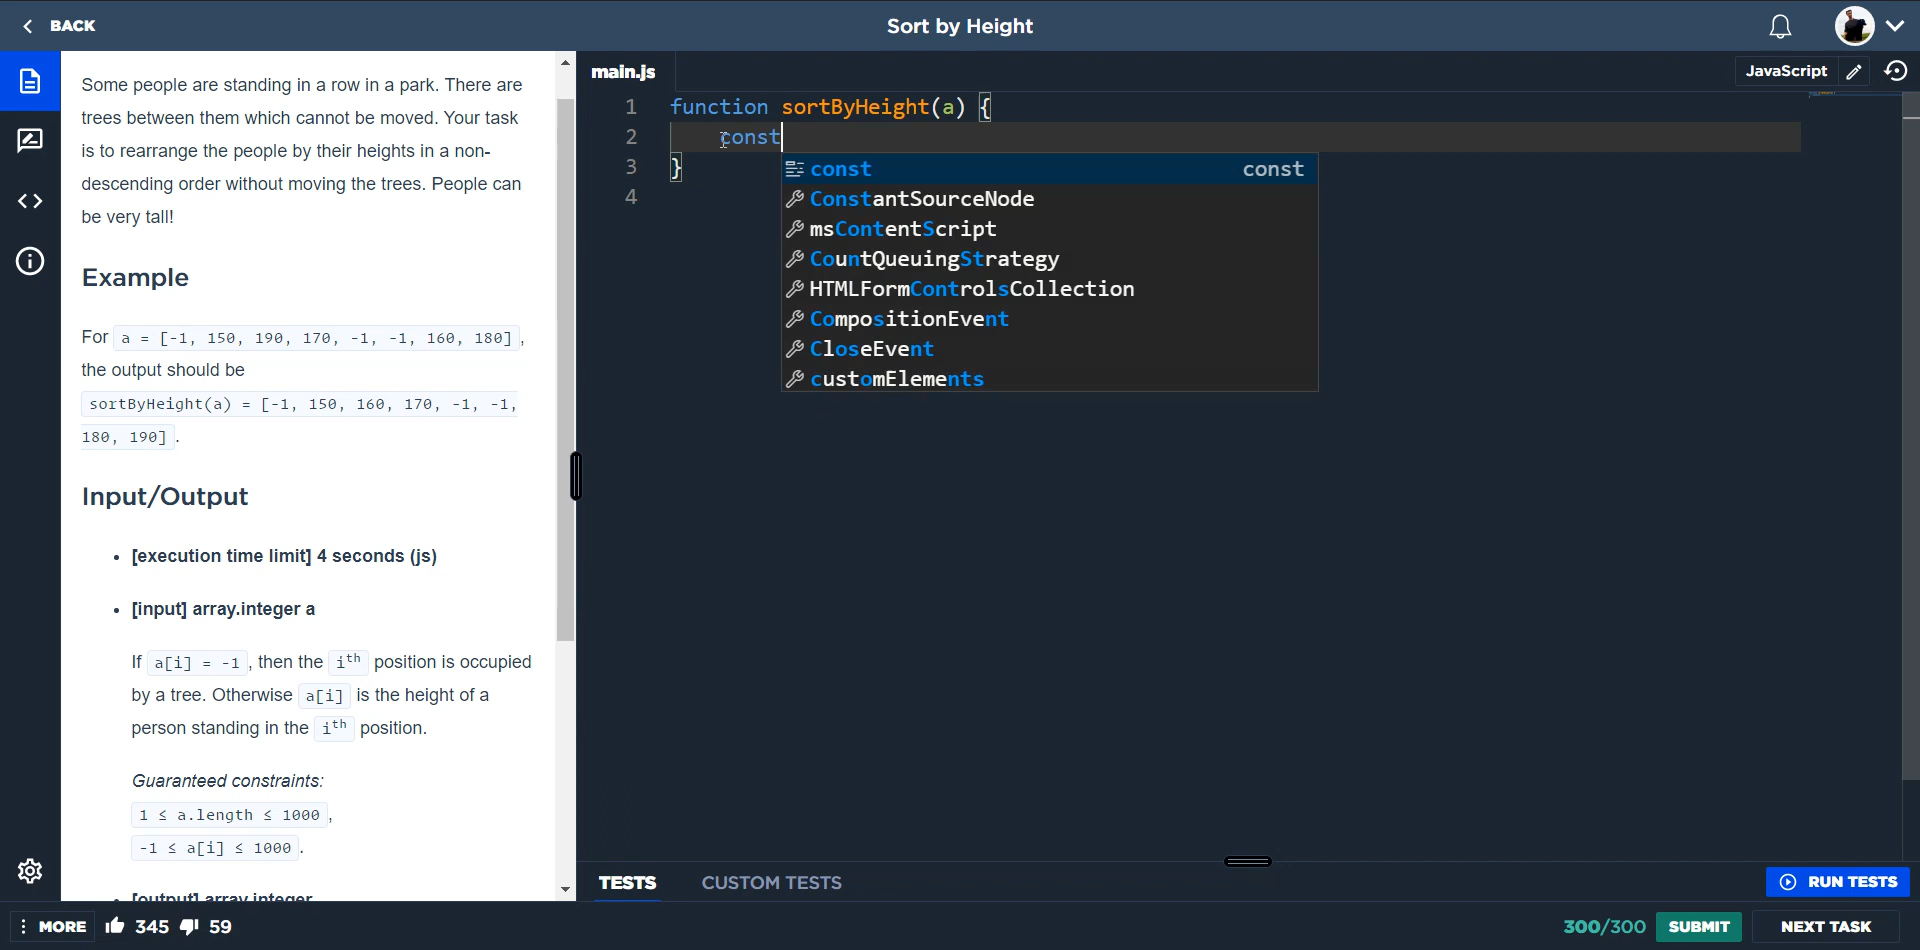 BACK
Sort by Height
Some people are standing in a row in a park. There are
trees between them which cannot be moved. Your task
is to rearrange the people by their heights in a non-
descending order without moving the trees. People can
be very tall!
Example
For a = [-1, 150, 190, 170, -1, -1, 160, 180] ,
the output should be
sortByHeight(a) = [-1, 150, 160, 170, -1, -1,
180, 190] .
Input/Output
• [execution time limit] 4 seconds (js)
• [input] array.integer a
If a[i] = -1 , then the ith position is occupied
by a tree. Otherwise a[i] is the height of a
person standing in the ith position.
Guaranteed constraints:
1 ≤ a.length ≤ 1000 ,
-1 ≤ a[i] ≤ 1000 .
• [output] array.integer
main.js
JavaScript
1 function sortByHeight(a) {
2 const
3 }
4
const const
ConstantSourceNode
msContentScript
CountQueuingStrategy
HTMLFormControlsCollection
CompositionEvent
CloseEvent
customElements
TESTS
CUSTOM TESTS
RUN TESTS
MORE
345
59
300/300
SUBMIT
NEXT TASK